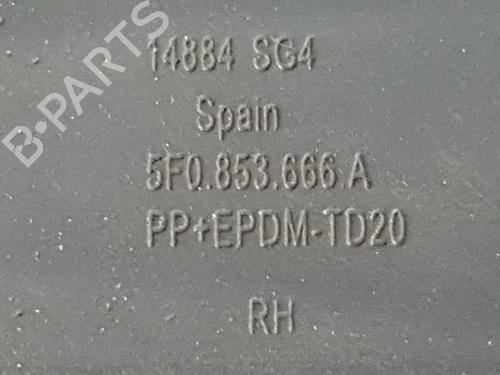 B-PARTS
14884 SG4
Spain
5F0.853.666.A
PP+EPDM-TD20
RH